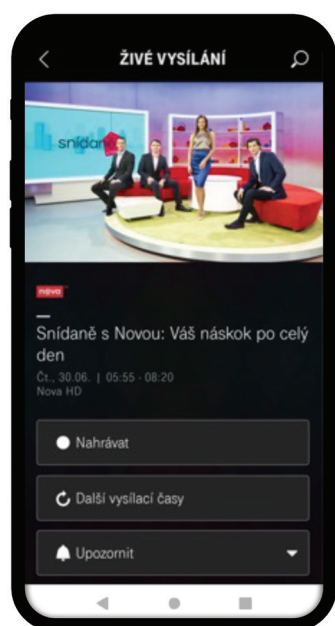 ŽIVÉ VYSÍLÁNÍ
snídaně
nova
Snídaně s Novou: Váš náskok po celý
den
Čt., 30.06. | 05:55 - 08:20
Nova HD
Nahrávat
Další vysílací časy
Upozornit